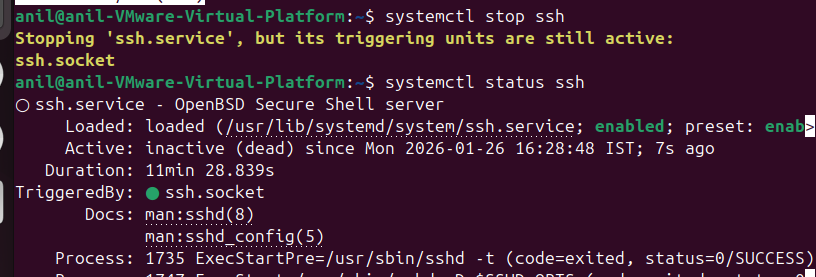 anil@anil-VMware-Virtual-Platform:~$ systemctl stop ssh
Stopping 'ssh.service', but its triggering units are still active:
ssh.socket
anil@anil-VMware-Virtual-Platform:~$ systemctl status ssh
○ ssh.service - OpenBSD Secure Shell server
     Loaded: loaded (/usr/lib/systemd/system/ssh.service; enabled; preset: enab>
     Active: inactive (dead) since Mon 2026-01-26 16:28:48 IST; 7s ago
   Duration: 11min 28.839s
TriggeredBy: ● ssh.socket
       Docs: man:sshd(8)
             man:sshd_config(5)
    Process: 1735 ExecStartPre=/usr/sbin/sshd -t (code=exited, status=0/SUCCESS)